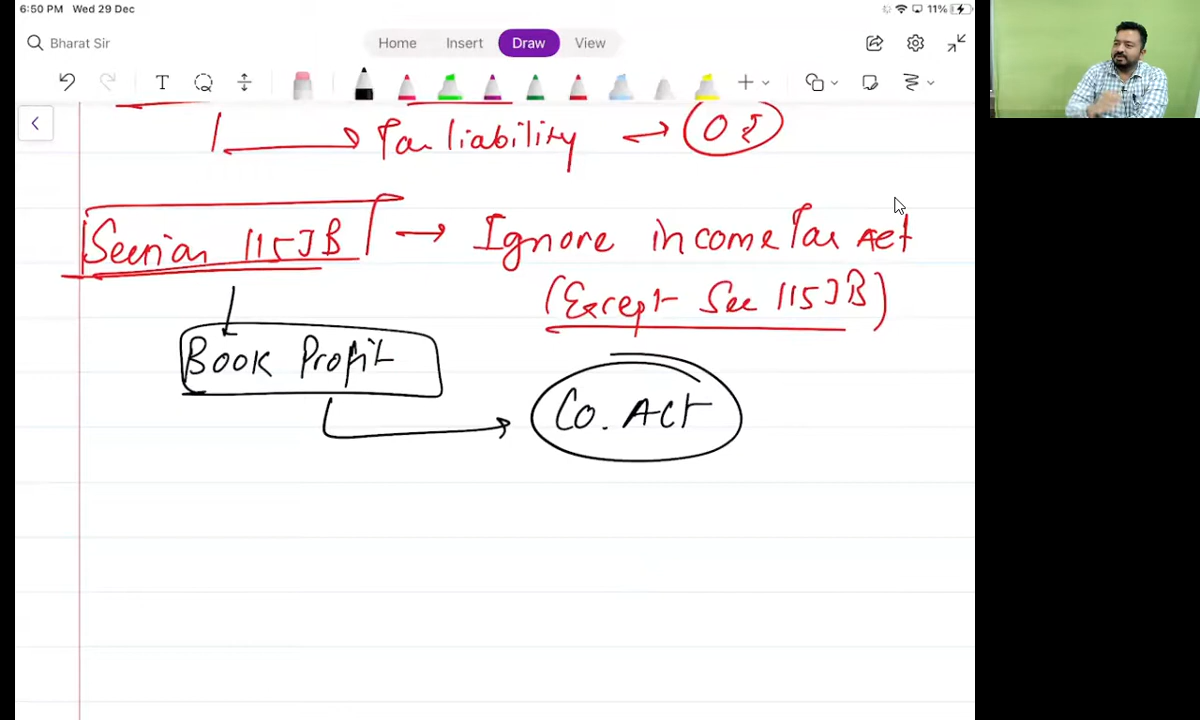 6:50 PM Wed 29 Dec
11%
Bharat Sir
Home Insert Draw View
T
Tax liability → 0 ₹
Section 115JB → Ignore income Tax Act
(Except Sec 115JB)
Book Profit
Co. Act